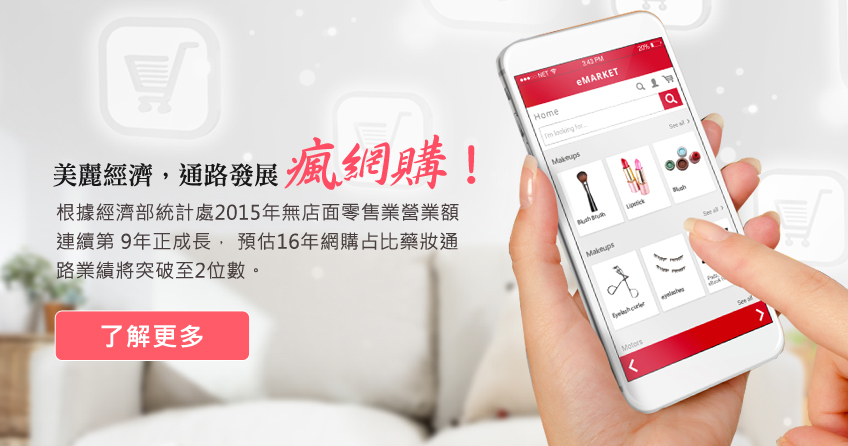 美麗經濟，通路發展 瘋網購！
根據經濟部統計處2015年無店面零售業營業額
連續第 9年正成長， 預估16年網購占比藥妝通
路業績將突破至2位數。
了解更多
NET 3:43 PM 20%
eMARKET
Home
I'm looking for...
Makeups See all >
Blush Brush Lipstick Blush
Makeups See all >
Eyelash curler eyelashes
See all
Motors